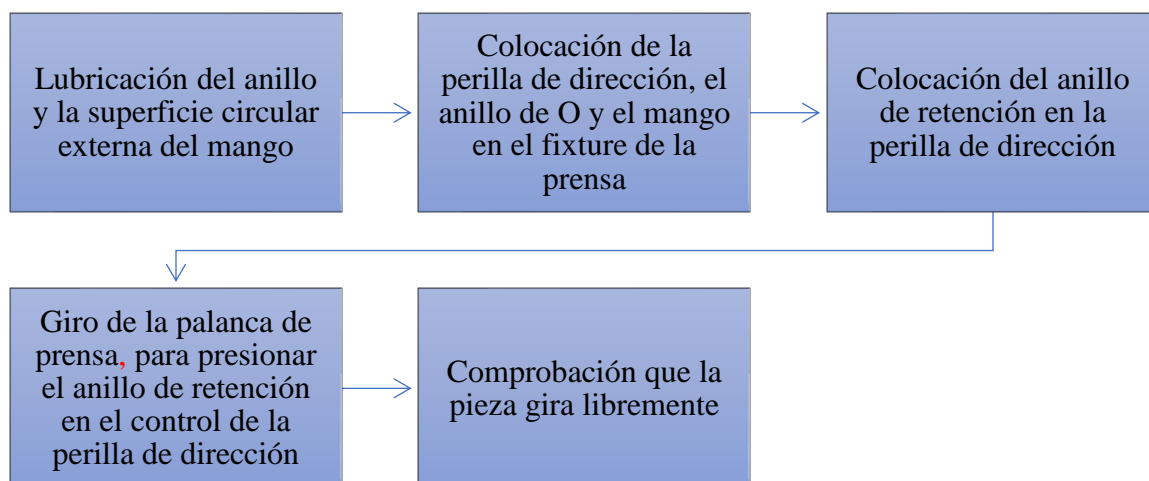 Lubricación del anillo
y la superficie circular
externa del mango
Colocación de la
perilla de dirección, el
anillo de O y el mango
en el fixture de la
prensa
Colocación del anillo
de retención en la
perilla de dirección
Giro de la palanca de
prensa, para presionar
el anillo de retención
en el control de la
perilla de dirección
Comprobación que la
pieza gira libremente